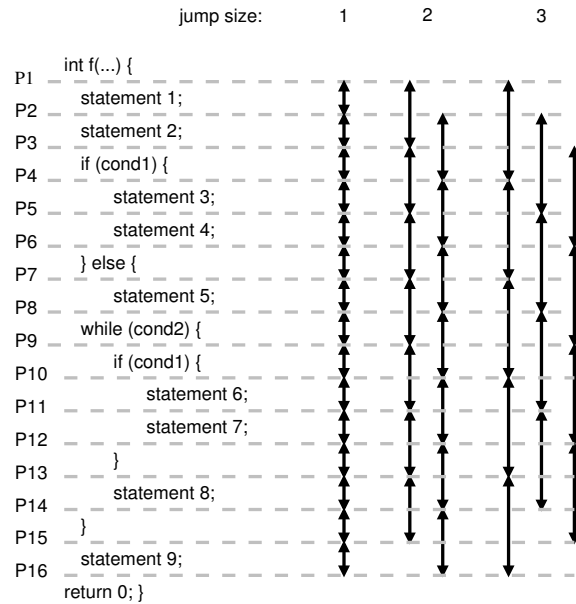 jump size: 1 2 3
int f(...) {
P1
statement 1;
P2
statement 2;
P3
if (cond1) {
P4
statement 3;
P5
statement 4;
P6
} else {
P7
statement 5;
P8
while (cond2) {
P9
if (cond1) {
P10
statement 6;
P11
statement 7;
P12
}
P13
statement 8;
P14
}
P15
statement 9;
P16
return 0; }